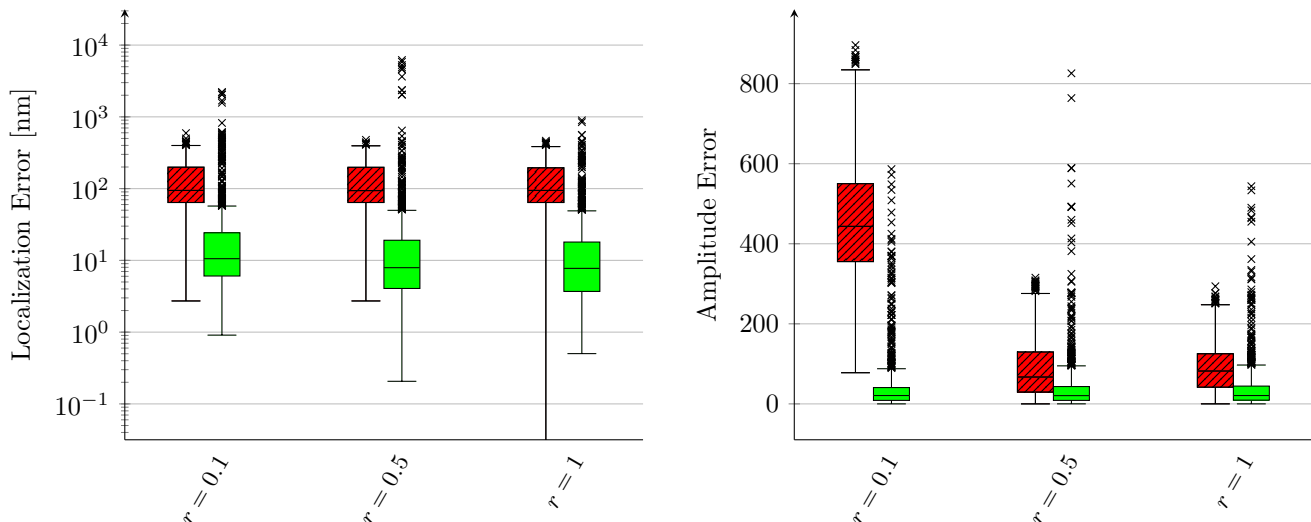 Localization Error [nm]
10^4
10^3
10^2
10^1
10^0
10^−1
r = 0.1
r = 0.5
r = 1
Amplitude Error
800
600
400
200
0
r = 0.1
r = 0.5
r = 1